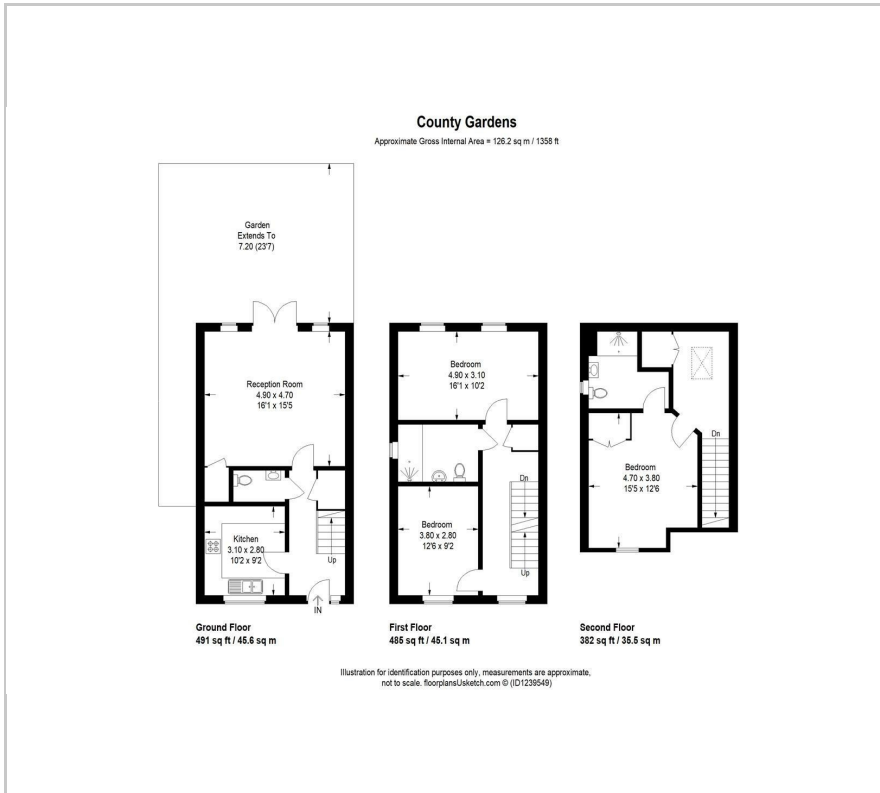 County Gardens
Approximate Gross Internal Area = 126.2 sq m / 1358 ft
Garden
Extends To
7.20 (23'7)
Reception Room
4.90 x 4.70
16'1 x 15'5
Kitchen
3.10 x 2.80
10'2 x 9'2
Up
IN
Ground Floor
491 sq ft / 45.6 sq m
Bedroom
4.90 x 3.10
16'1 x 10'2
Dn
Bedroom
3.80 x 2.80
12'6 x 9'2
Up
First Floor
485 sq ft / 45.1 sq m
Dn
Bedroom
4.70 x 3.80
15'5 x 12'6
Second Floor
382 sq ft / 35.5 sq m
Illustration for identification purposes only, measurements are approximate,
not to scale. floorplansUsketch.com © (ID1239549)